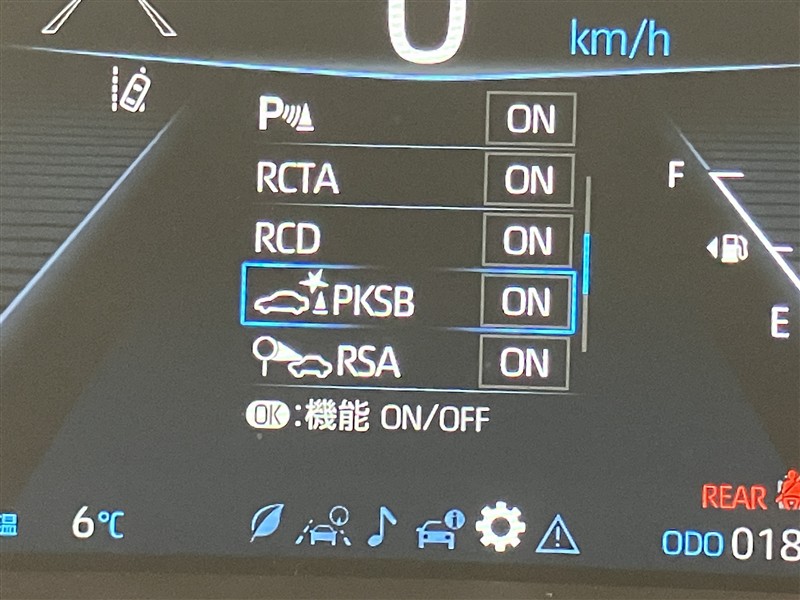 0 km/h
P ON
RCTA ON
F
RCD ON
PKSB ON
E
RSA ON
OK:機能 ON/OFF
REAR
6℃
ODO 018